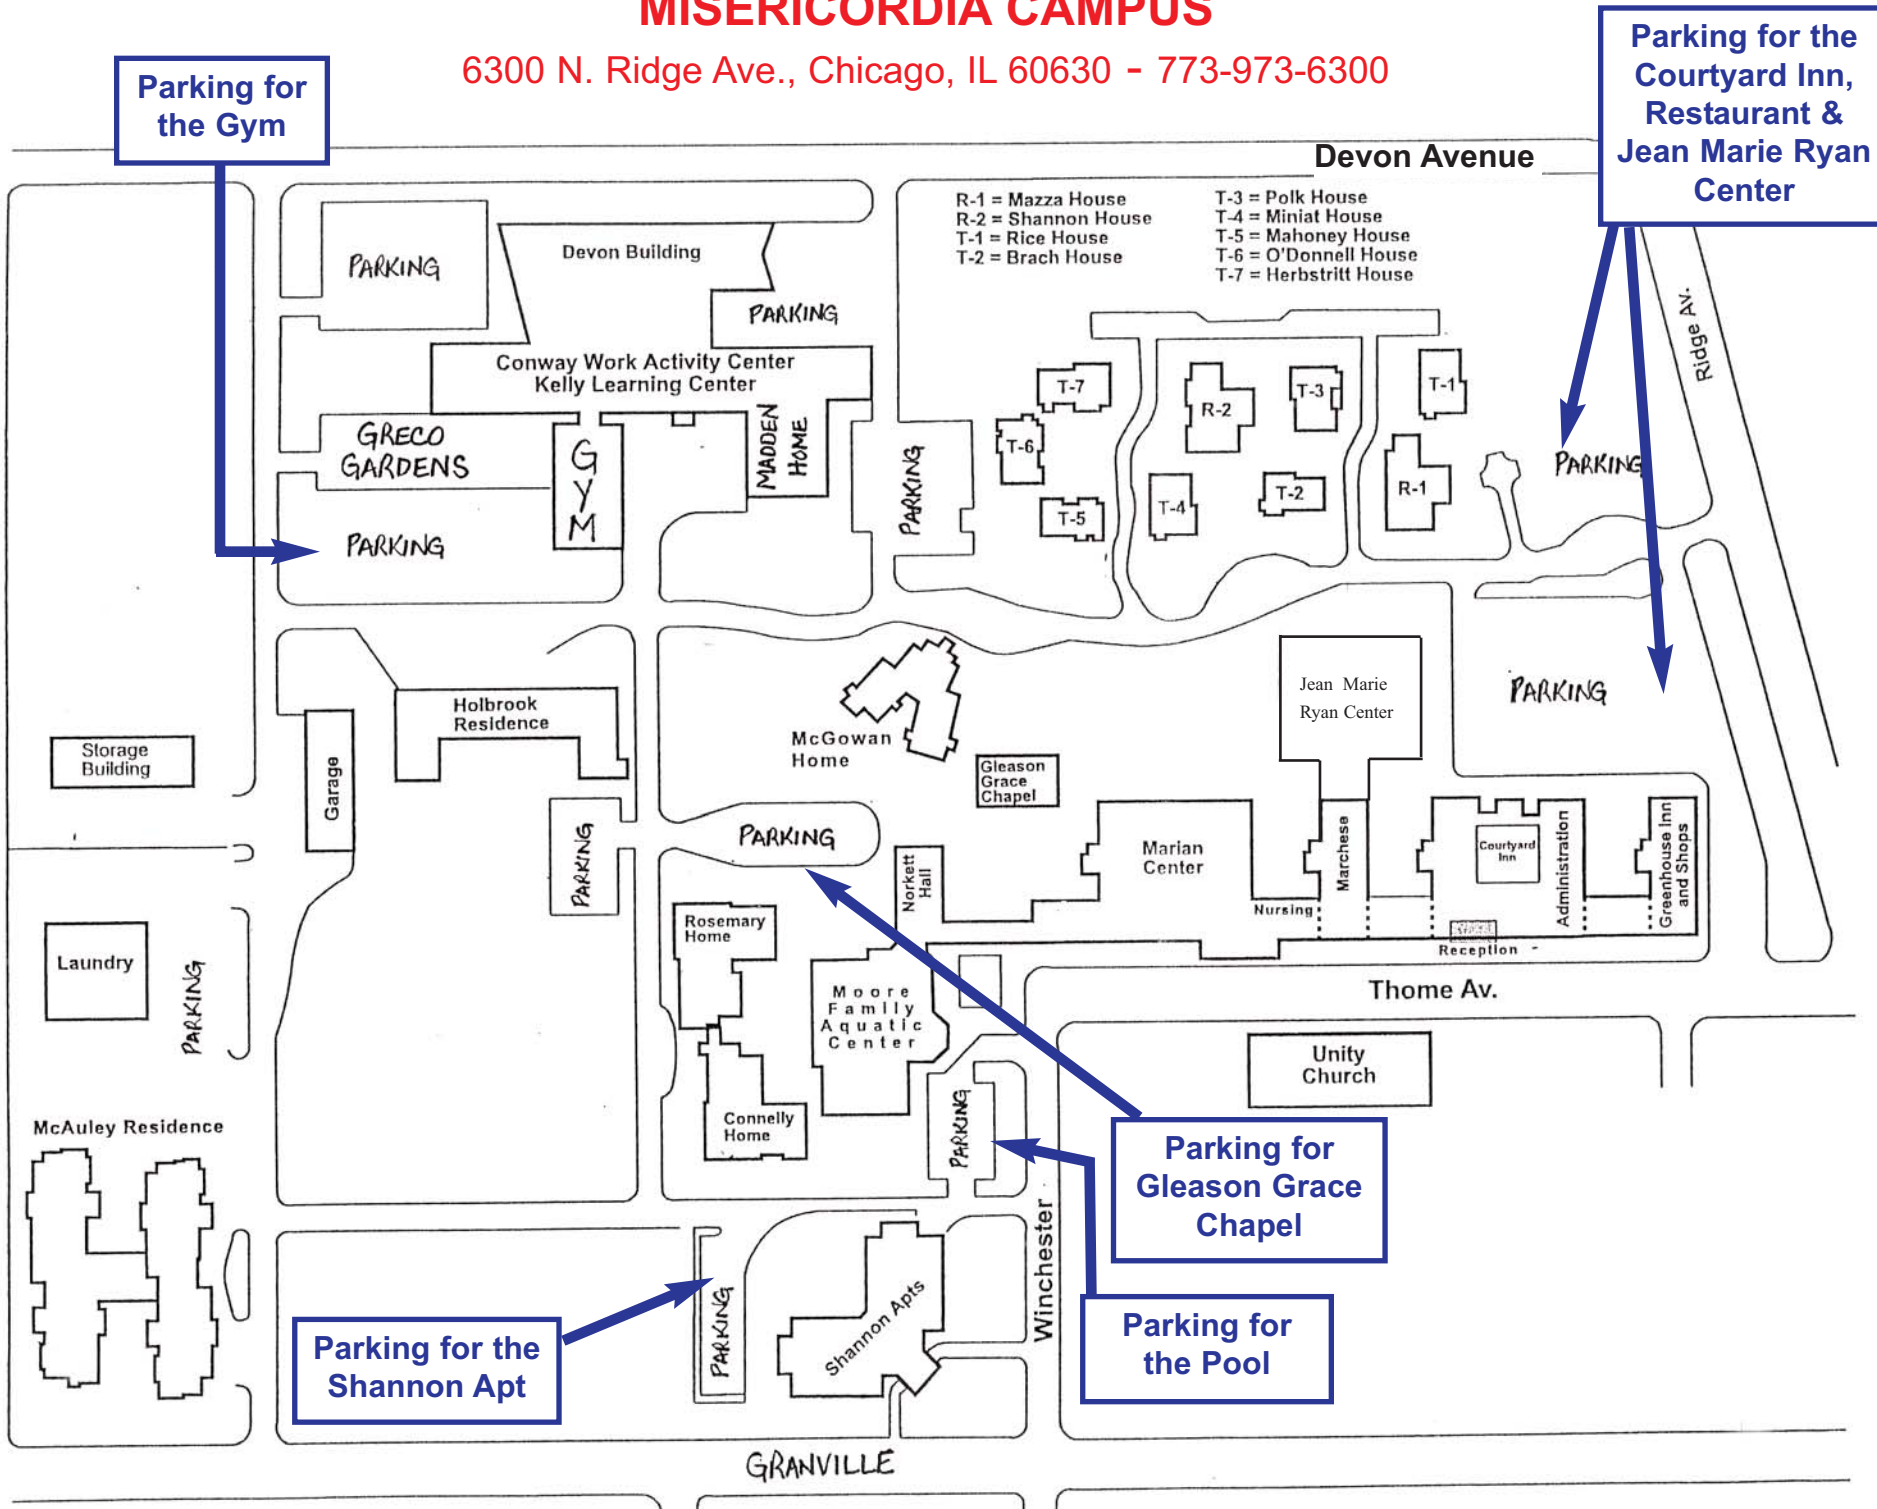 MISERICORDIA CAMPUS
6300 N. Ridge Ave., Chicago, IL 60630 - 773-973-6300
Parking for
the Gym
Parking for the
Courtyard Inn,
Restaurant &
Jean Marie Ryan
Center
Devon Avenue
R-1 = Mazza House
R-2 = Shannon House
T-1 = Rice House
T-2 = Brach House
T-3 = Polk House
T-4 = Miniat House
T-5 = Mahoney House
T-6 = O'Donnell House
T-7 = Herbstritt House
PARKING
Devon Building
PARKING
Ridge Av.
Conway Work Activity Center
Kelly Learning Center
T-7
R-2
T-3
T-1
GRECO
GARDENS
GYM
MADDEN
HOME
PARKING
T-6
T-5
T-4
T-2
R-1
PARKING
PARKING
Holbrook
Residence
McGowan
Home
Jean Marie
Ryan Center
PARKING
Storage
Building
Garage
Gleason
Grace
Chapel
PARKING
PARKING
Norkett
Hall
Marian
Center
Marchese
Courtyard
Inn
Administration
Greenhouse Inn
and Shops
Nursing
Reception
Rosemary
Home
Laundry
PARKING
Moore
Family
Aquatic
Center
Thome Av.
Unity
Church
Connelly
Home
PARKING
McAuley Residence
Parking for
Gleason Grace
Chapel
Winchester
Parking for the
Shannon Apt
PARKING
Shannon Apts
Parking for
the Pool
GRANVILLE